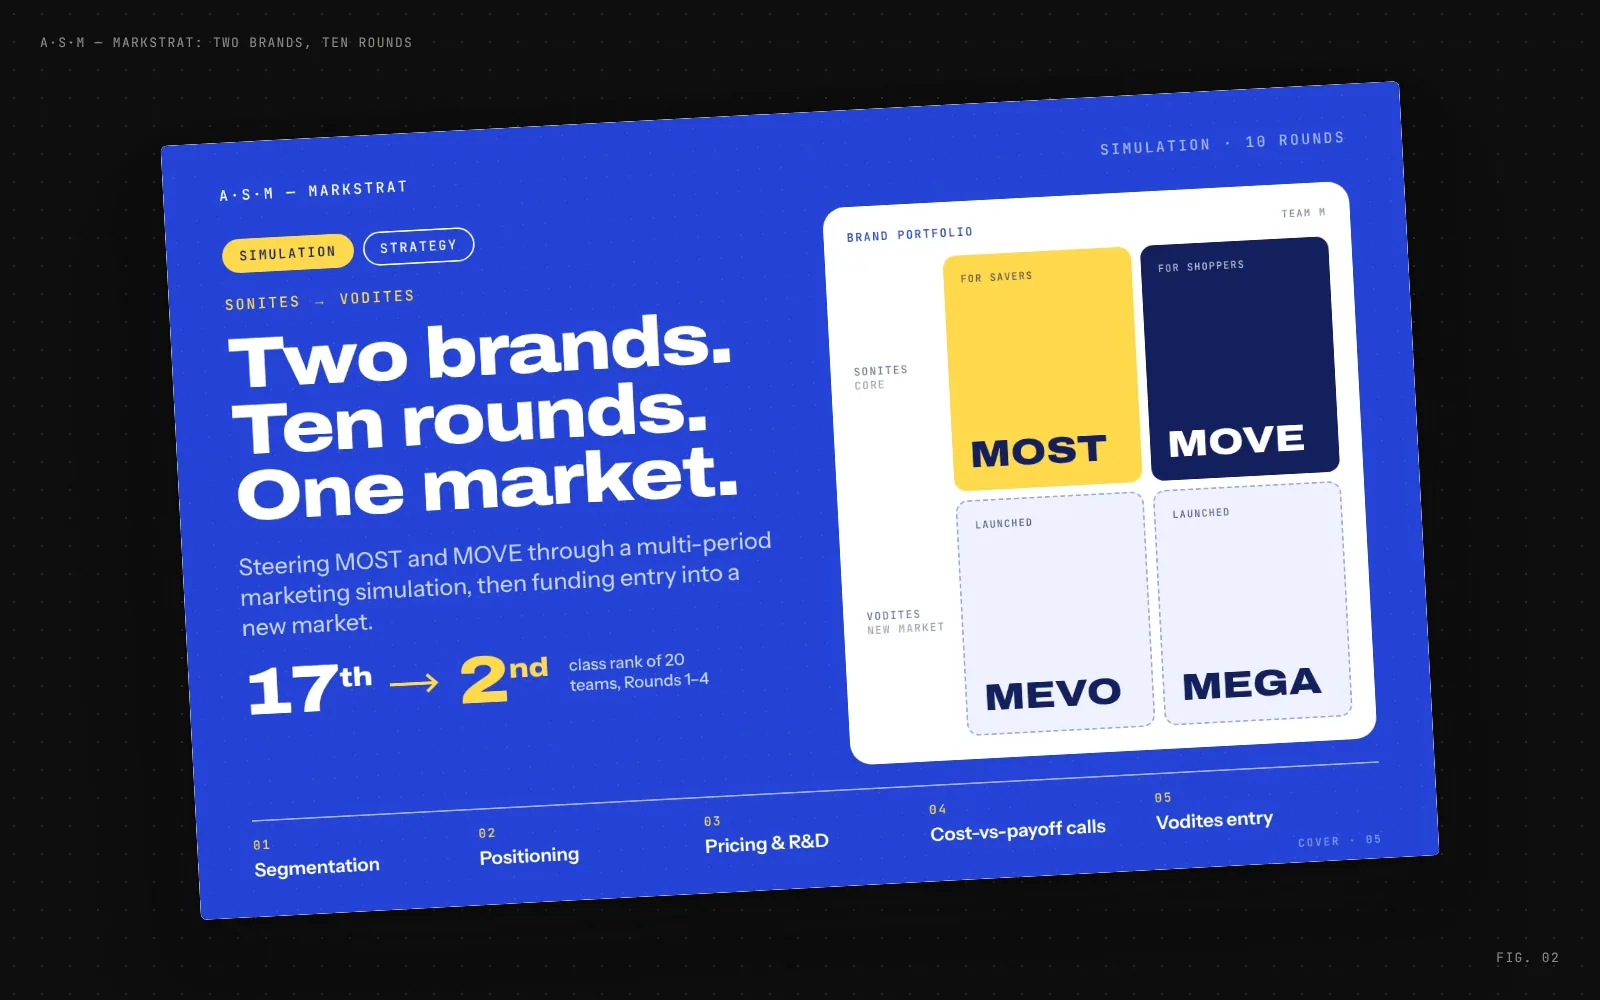 A·S·M — MARKSTRAT: TWO BRANDS, TEN ROUNDS
SIMULATION · 10 ROUNDS
A·S·M — MARKSTRAT
SIMULATION
STRATEGY
SONITES → VODITES
Two brands.
Ten rounds.
One market.
Steering MOST and MOVE through a multi-period
marketing simulation, then funding entry into a
new market.
17th → 2nd
class rank of 20
teams, Rounds 1–4
BRAND PORTFOLIO
TEAM M
SONITES
CORE
FOR SAVERS
MOST
FOR SHOPPERS
MOVE
VODITES
NEW MARKET
LAUNCHED
MEVO
LAUNCHED
MEGA
01
Segmentation
02
Positioning
03
Pricing & R&D
04
Cost-vs-payoff calls
05
Vodites entry
COVER · 05
FIG. 02